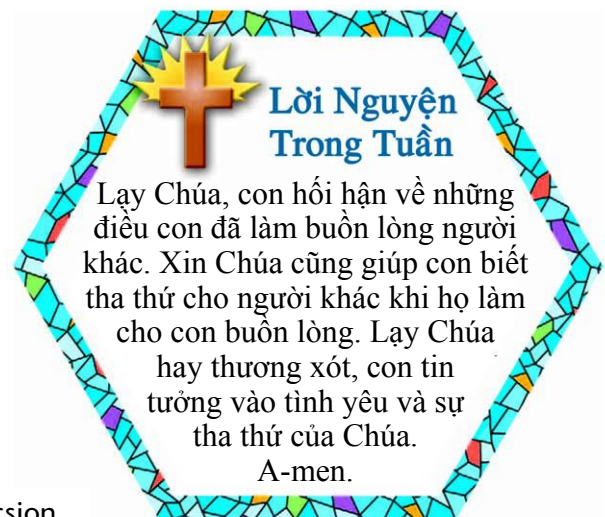 Lời Nguyện
Trong Tuần
Lạy Chúa, con hối hận về những
điều con đã làm buồn lòng người
khác. Xin Chúa cũng giúp con biết
tha thứ cho người khác khi họ làm
cho con buồn lòng. Lạy Chúa
hay thương xót, con tin
tưởng vào tình yêu và sự
tha thứ của Chúa.
A-men.